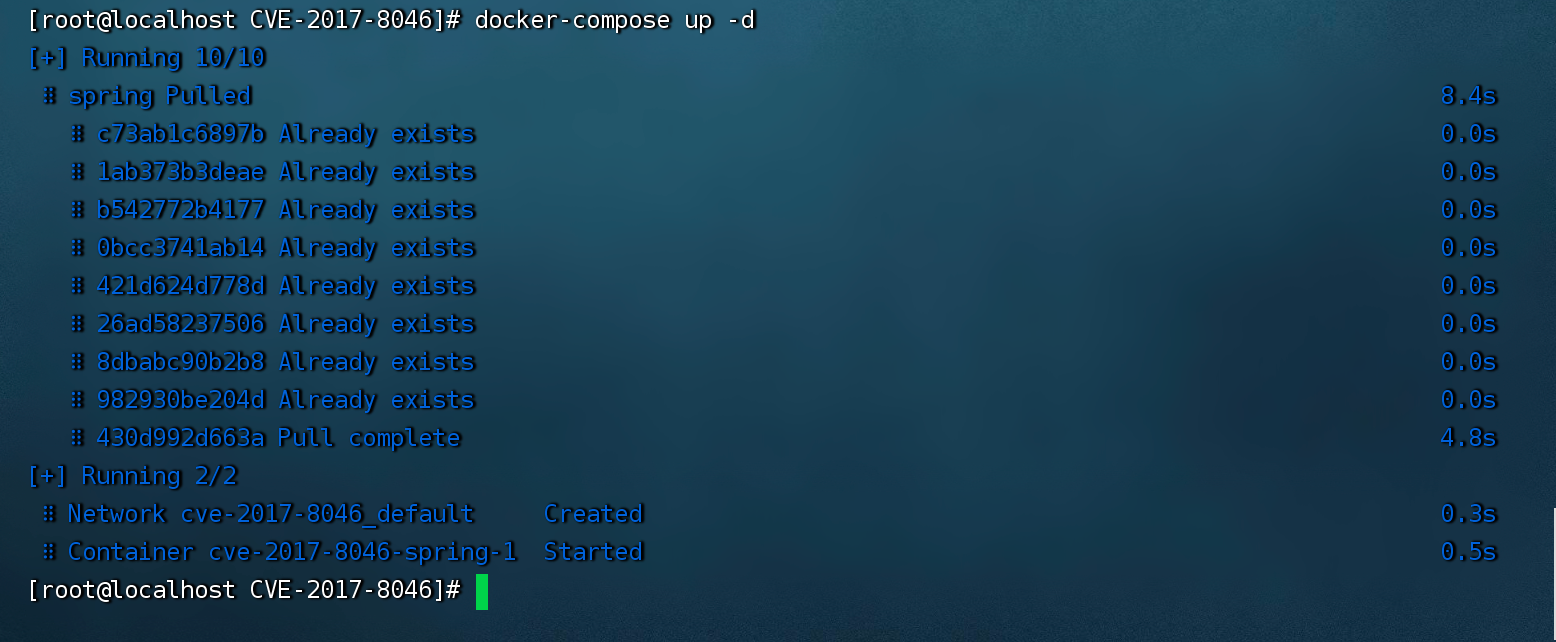 [root@localhost CVE-2017-8046]# docker-compose up -d
[+] Running 10/10
⠿ spring Pulled 8.4s
⠿ c73ab1c6897b Already exists 0.0s
⠿ 1ab373b3deae Already exists 0.0s
⠿ b542772b4177 Already exists 0.0s
⠿ 0bcc3741ab14 Already exists 0.0s
⠿ 421d624d778d Already exists 0.0s
⠿ 26ad58237506 Already exists 0.0s
⠿ 8dbabc90b2b8 Already exists 0.0s
⠿ 982930be204d Already exists 0.0s
⠿ 430d992d663a Pull complete 4.8s
[+] Running 2/2
⠿ Network cve-2017-8046_default Created 0.3s
⠿ Container cve-2017-8046-spring-1 Started 0.5s
[root@localhost CVE-2017-8046]#